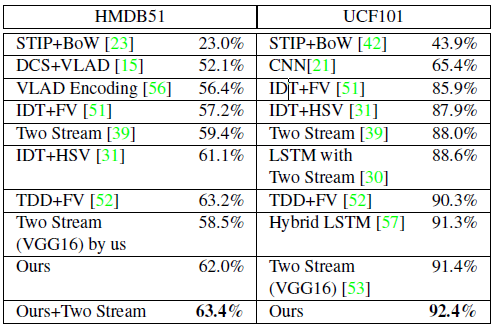 HMDB51 UCF101
STIP+BoW [23] 23.0% STIP+BoW [42] 43.9%
DCS+VLAD [15] 52.1% CNN[21] 65.4%
VLAD Encoding [56] 56.4% IDT+FV [51] 85.9%
IDT+FV [51] 57.2% IDT+HSV [31] 87.9%
Two Stream [39] 59.4% Two Stream [39] 88.0%
IDT+HSV [31] 61.1% LSTM with 88.6%
Two Stream [30]
TDD+FV [52] 63.2% TDD+FV [52] 90.3%
Two Stream 58.5% Hybrid LSTM [57] 91.3%
(VGG16) by us
Ours 62.0% Two Stream 91.4%
(VGG16) [53]
Ours+Two Stream 63.4% Ours 92.4%